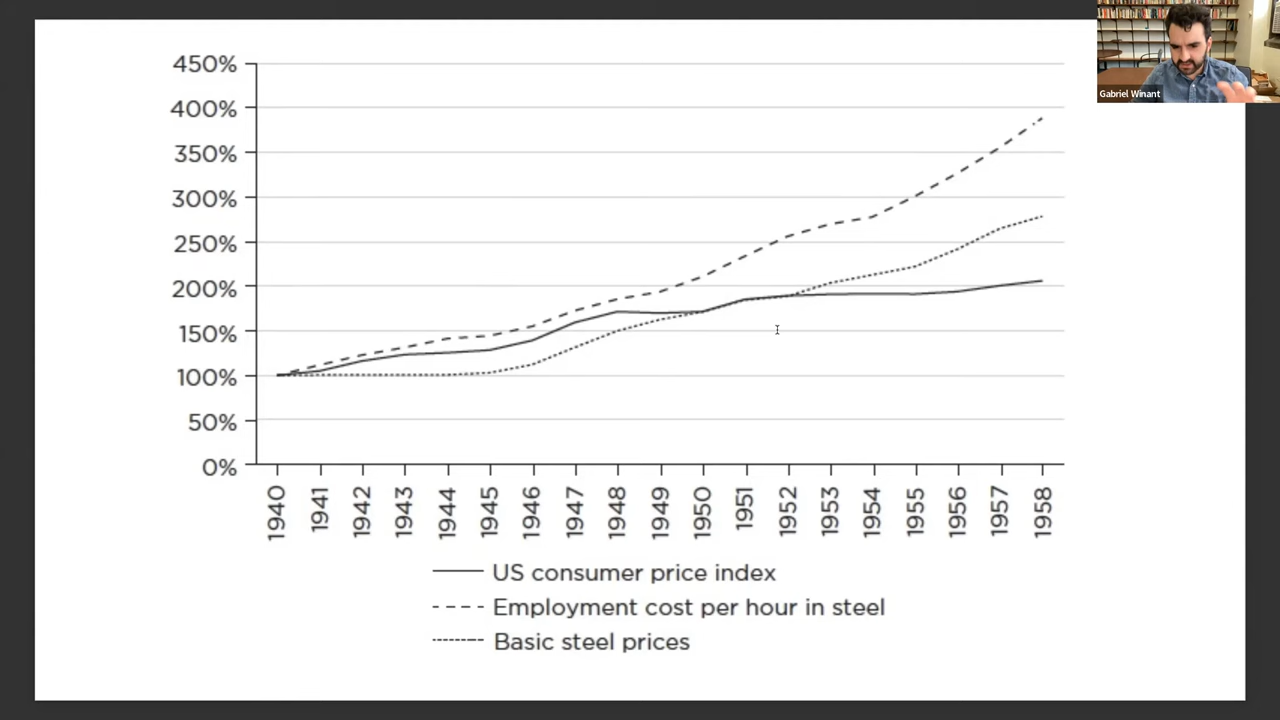 Gabriel Winant
450%
400%
350%
300%
250%
200%
150%
100%
50%
0%
1940 1941 1942 1943 1944 1945 1946 1947 1948 1949 1950 1951 1952 1953 1954 1955 1956 1957 1958
US consumer price index
Employment cost per hour in steel
Basic steel prices